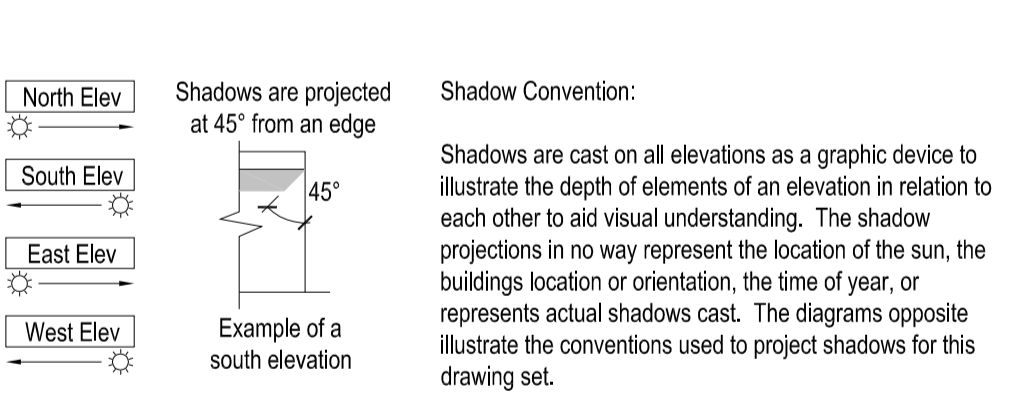 North Elev
South Elev
East Elev
West Elev
Shadows are projected
at 45° from an edge
45°
Example of a
south elevation
Shadow Convention:
Shadows are cast on all elevations as a graphic device to
illustrate the depth of elements of an elevation in relation to
each other to aid visual understanding.  The shadow
projections in no way represent the location of the sun, the
buildings location or orientation, the time of year, or
represents actual shadows cast.  The diagrams opposite
illustrate the conventions used to project shadows for this
drawing set.